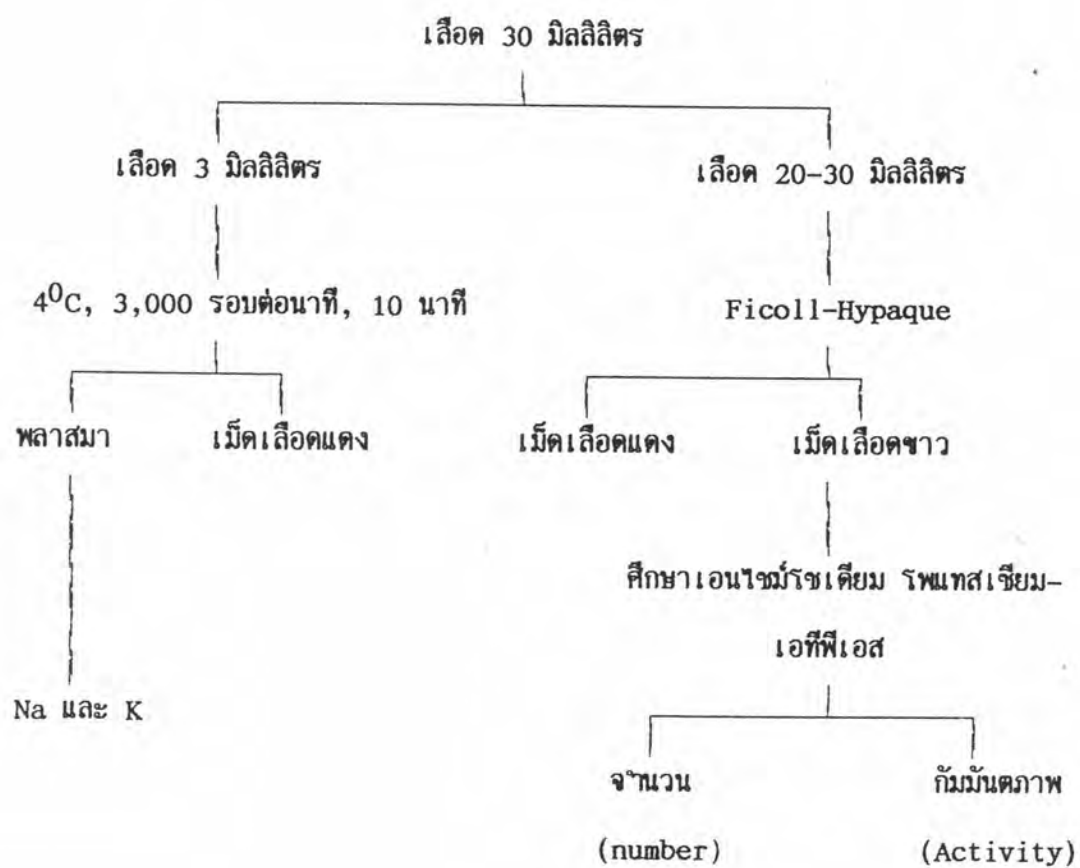 เลือด 30 มิลลิลิตร
เลือด 3 มิลลิลิตร
เลือด 20-30 มิลลิลิตร
4⁰C, 3,000 รอบต่อนาที, 10 นาที
Ficoll-Hypaque
พลาสมา
เม็ดเลือดแดง
เม็ดเลือดแดง
เม็ดเลือดขาว
ศึกษาเอนไซม์โซเดียม โพแทสเซียม-
เอทีพีเอส
Na และ K
จำนวน
กัมมันตภาพ
(number)
(Activity)